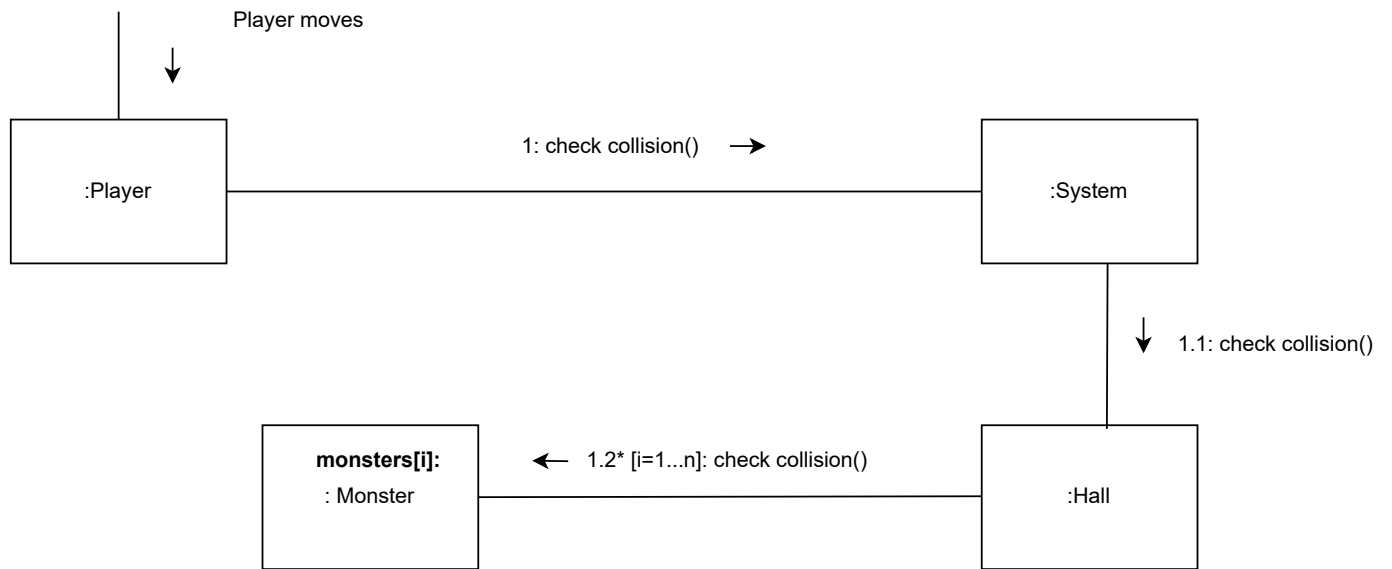 Player moves
1: check collision()
:Player
:System
1.1: check collision()
monsters[i]:
: Monster
1.2* [i=1...n]: check collision()
:Hall